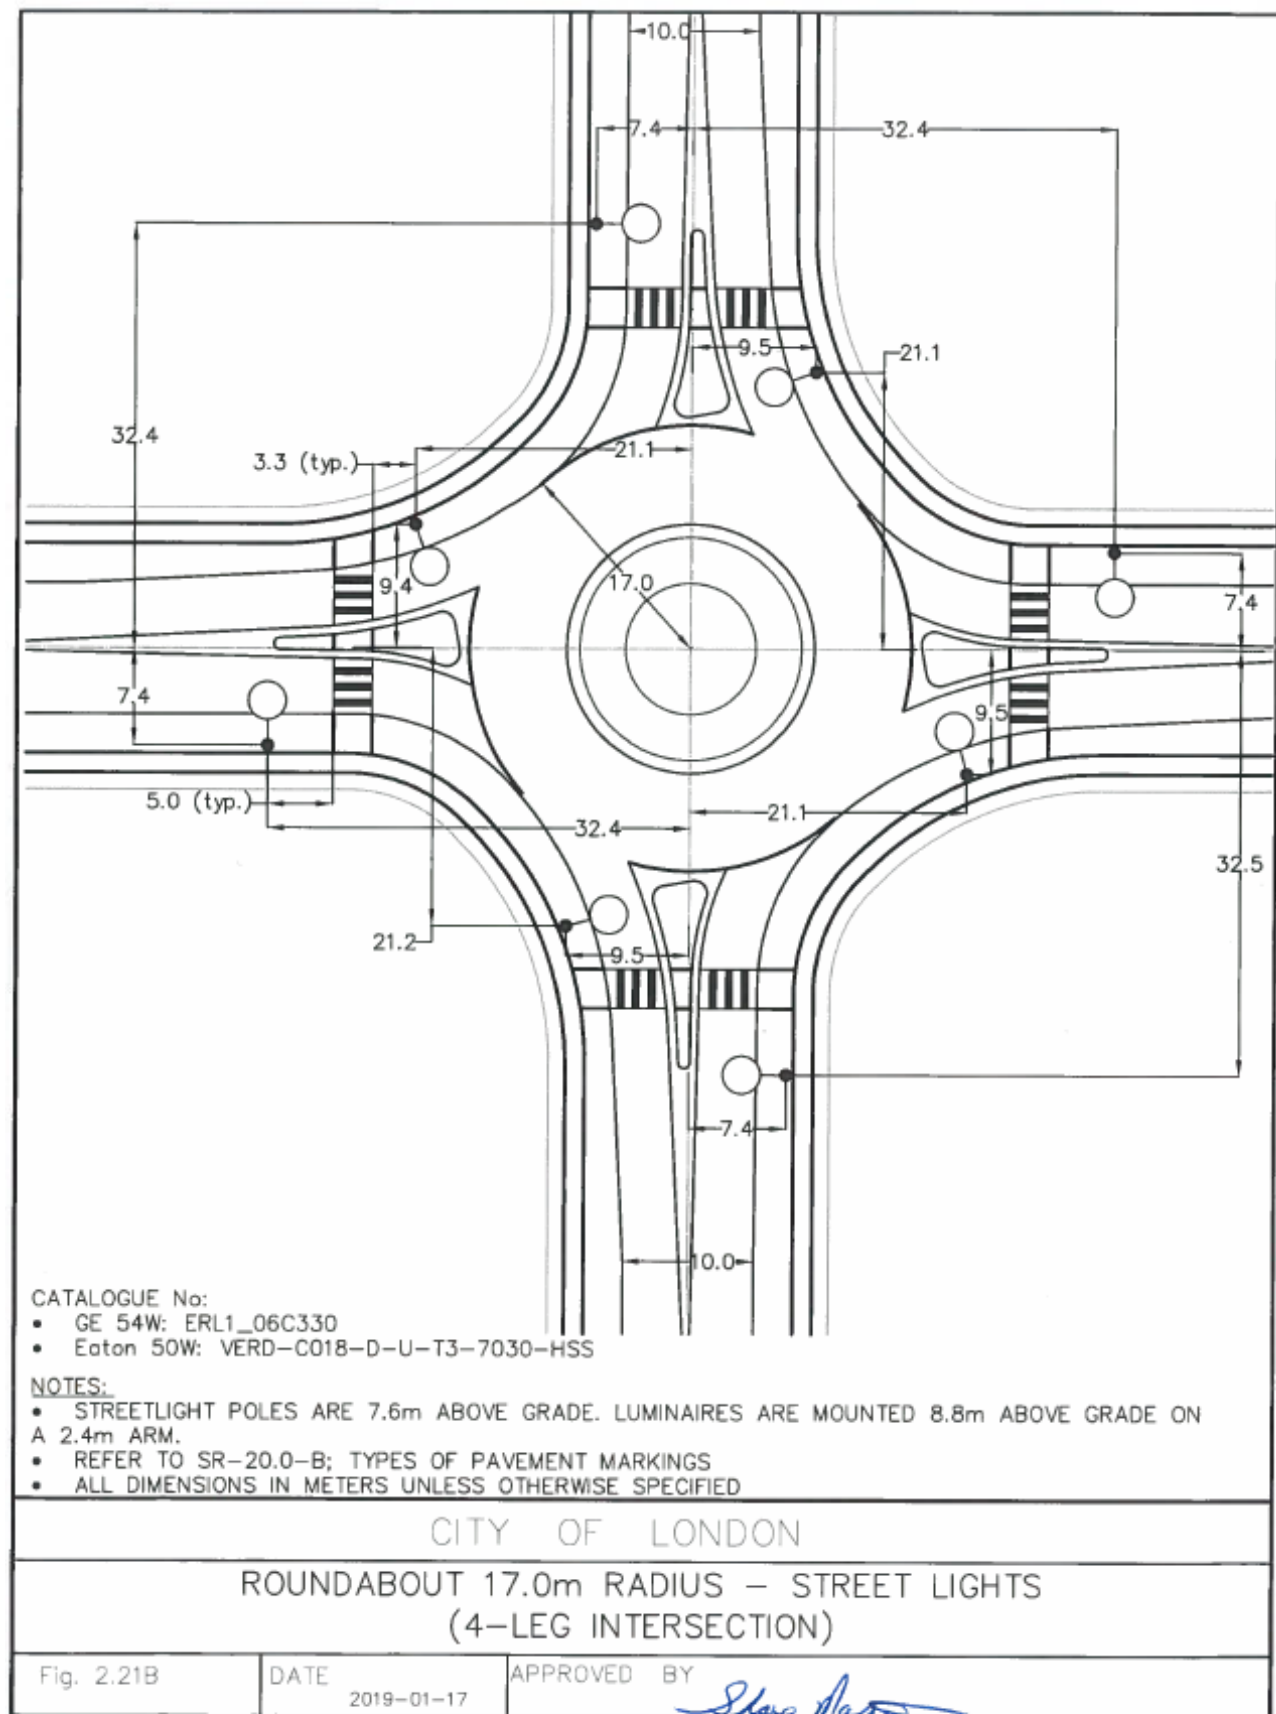 10.0
7.4
32.4
9.5
21.1
32.4
21.1
3.3 (typ.)
9.4
17.0
7.4
7.4
9.5
5.0 (typ.)
32.4
21.1
32.5
21.2
9.5
7.4
10.0
CATALOGUE No:
• GE 54W: ERL1_06C330
• Eaton 50W: VERD-C018-D-U-T3-7030-HSS
NOTES:
• STREETLIGHT POLES ARE 7.6m ABOVE GRADE. LUMINAIRES ARE MOUNTED 8.8m ABOVE GRADE ON
A 2.4m ARM.
• REFER TO SR-20.0-B; TYPES OF PAVEMENT MARKINGS
• ALL DIMENSIONS IN METERS UNLESS OTHERWISE SPECIFIED
CITY OF LONDON
ROUNDABOUT 17.0m RADIUS - STREET LIGHTS
(4-LEG INTERSECTION)
Fig. 2.21B
DATE
2019-01-17
APPROVED BY